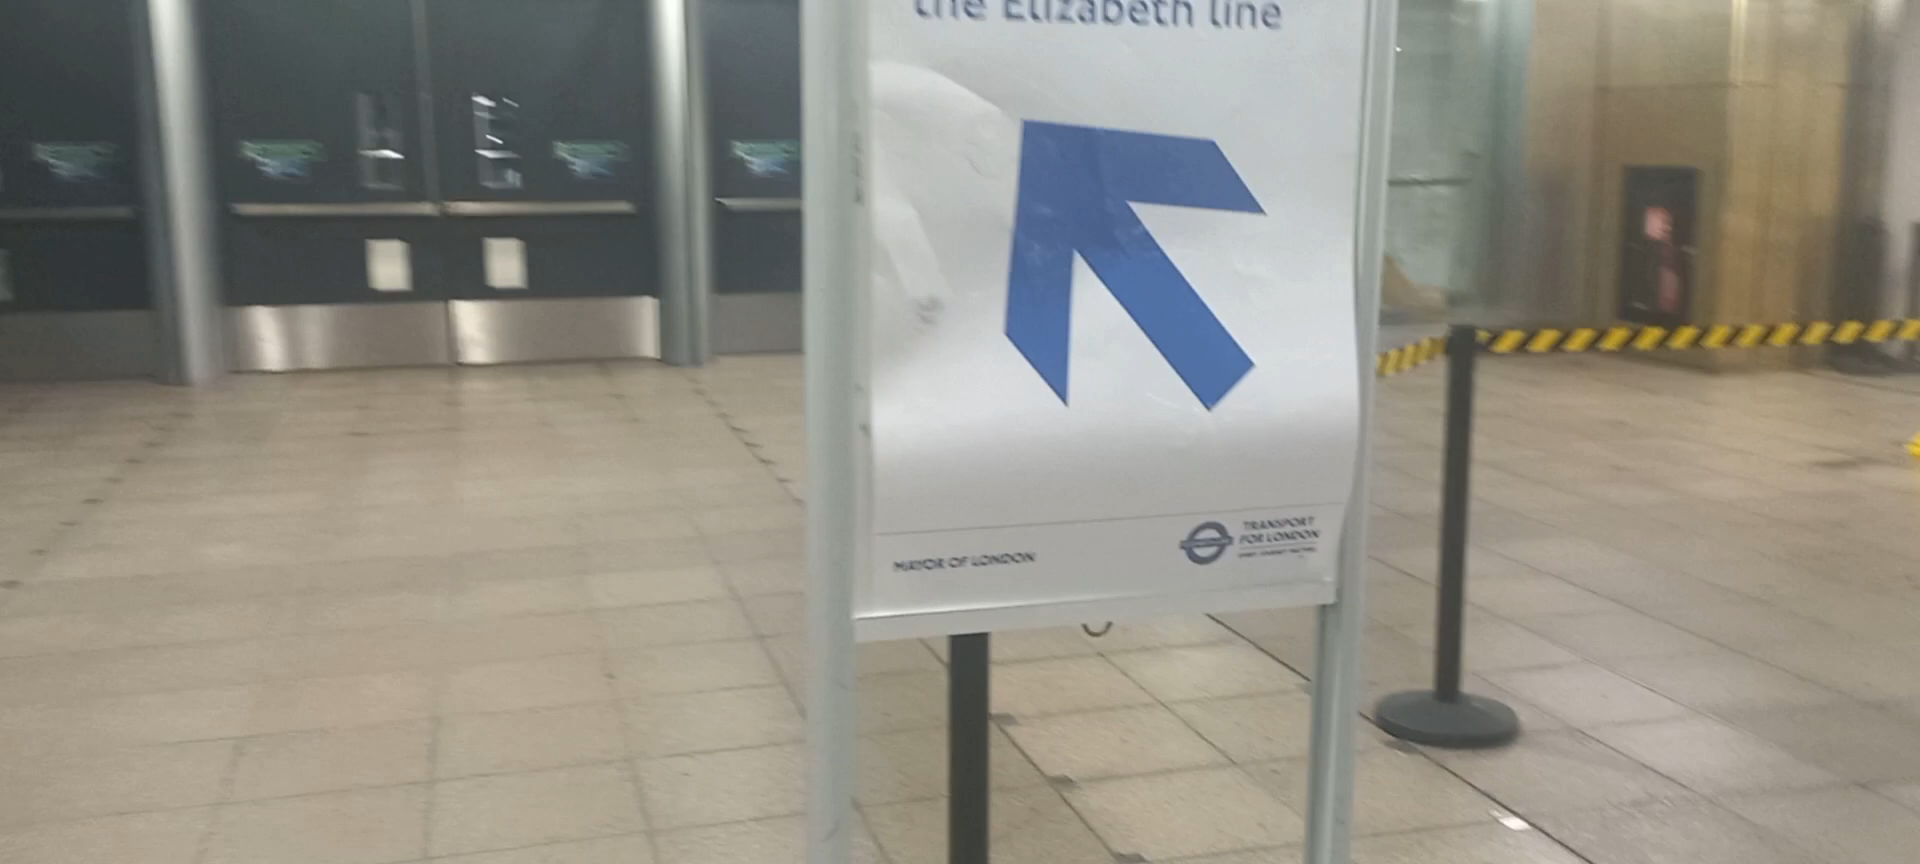 the Elizabeth line
MAYOR OF LONDON
TRANSPORT
FOR LONDON